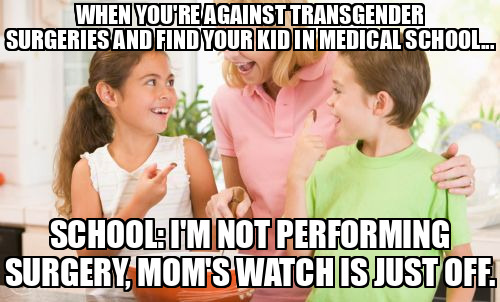 WHEN YOU'RE AGAINST TRANSGENDER
SURGERIES AND FIND YOUR KID IN MEDICAL SCHOOL...
SCHOOL: I'M NOT PERFORMING
SURGERY, MOM'S WATCH IS JUST OFF.